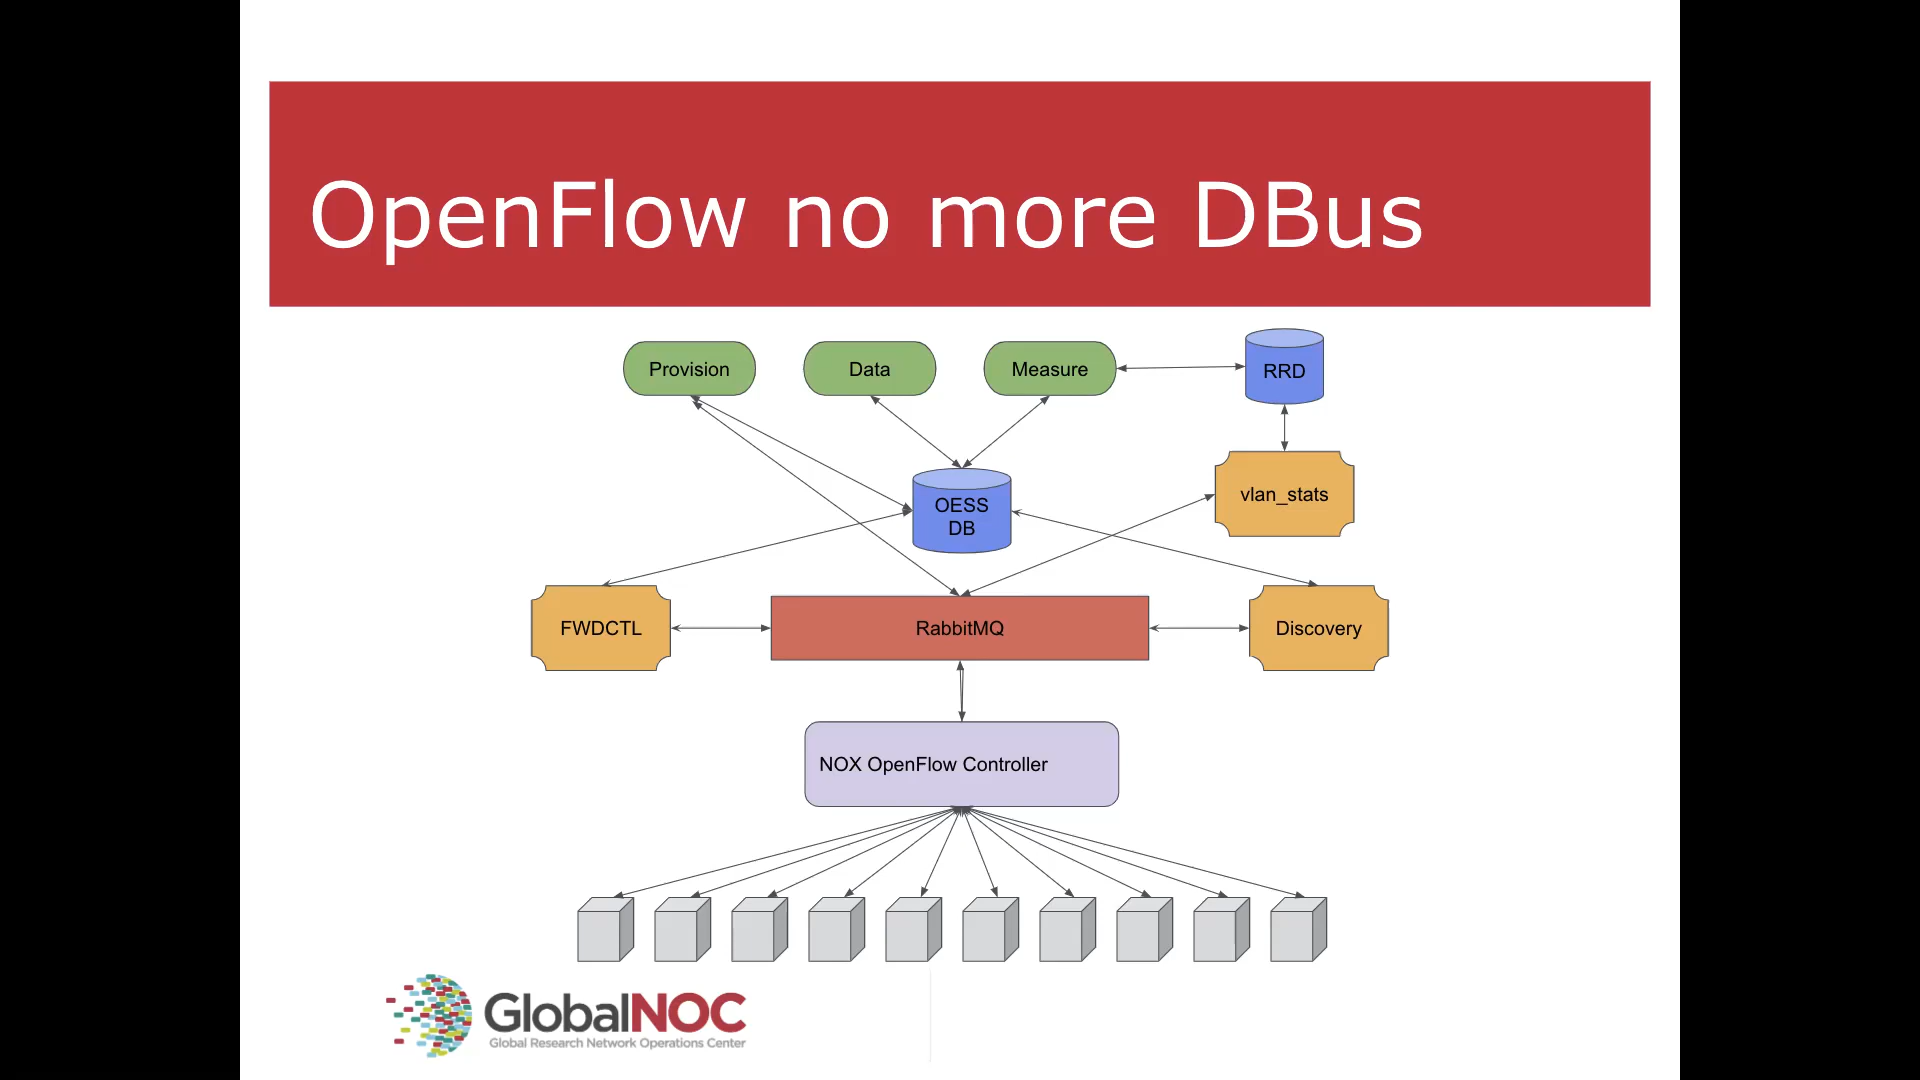 OpenFlow no more DBus
Provision
Data
Measure
RRD
OESS
DB
vlan_stats
FWDCTL
RabbitMQ
Discovery
NOX OpenFlow Controller
GlobalNOC
Global Research Network Operations Center